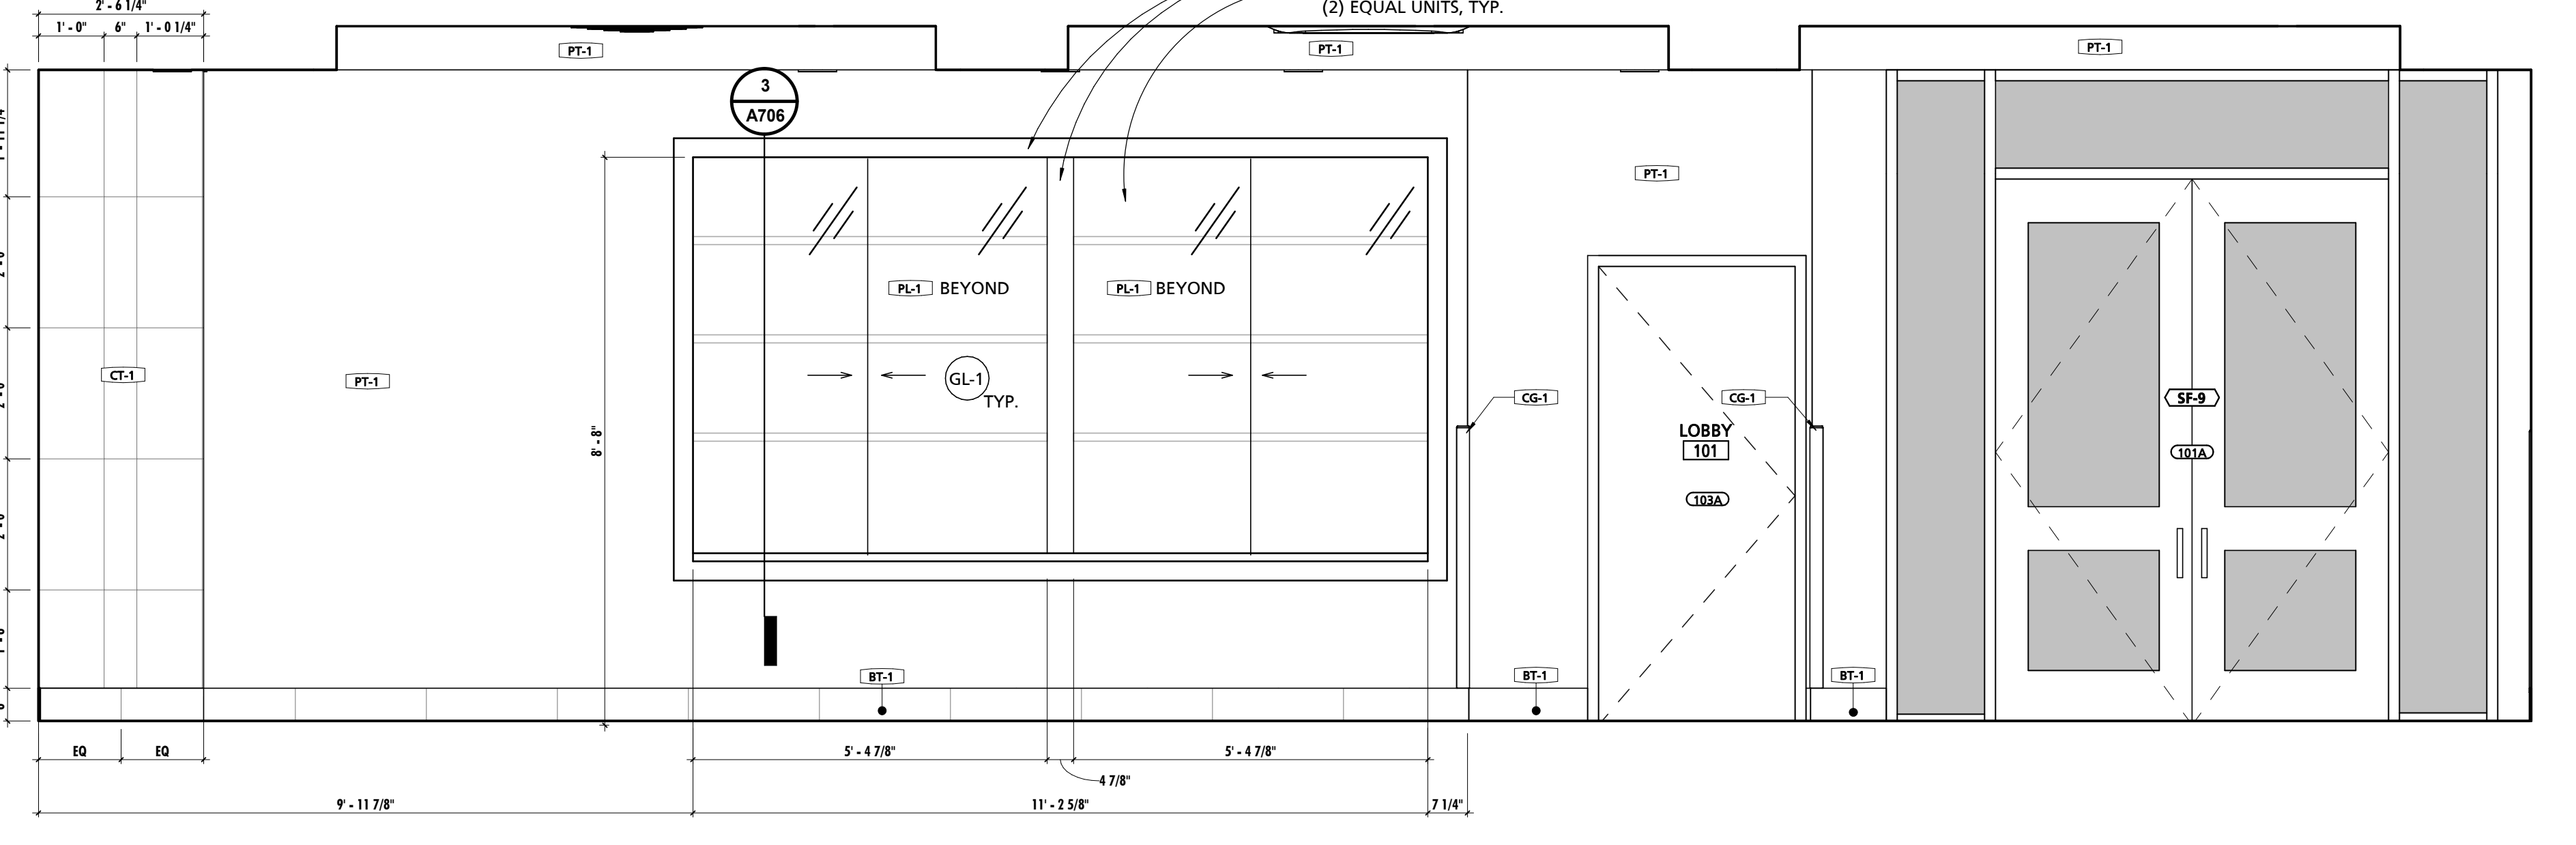 2' - 6 1/4"
(2) EQUAL UNITS, TYP.
1' - 0" 6" 1' - 0 1/4"
PT-1
PT-1
PT-1
3
A706
PT-1
PL-1 BEYOND
PL-1 BEYOND
CT-1
PT-1
GL-1
TYP.
CG-1
CG-1
SF-9
8' - 8"
LOBBY
101
101A
103A
BT-1
BT-1
BT-1
EQ EQ
5' - 4 7/8"
5' - 4 7/8"
4 7/8"
9' - 11 7/8"
11' - 2 5/8"
7 1/4"